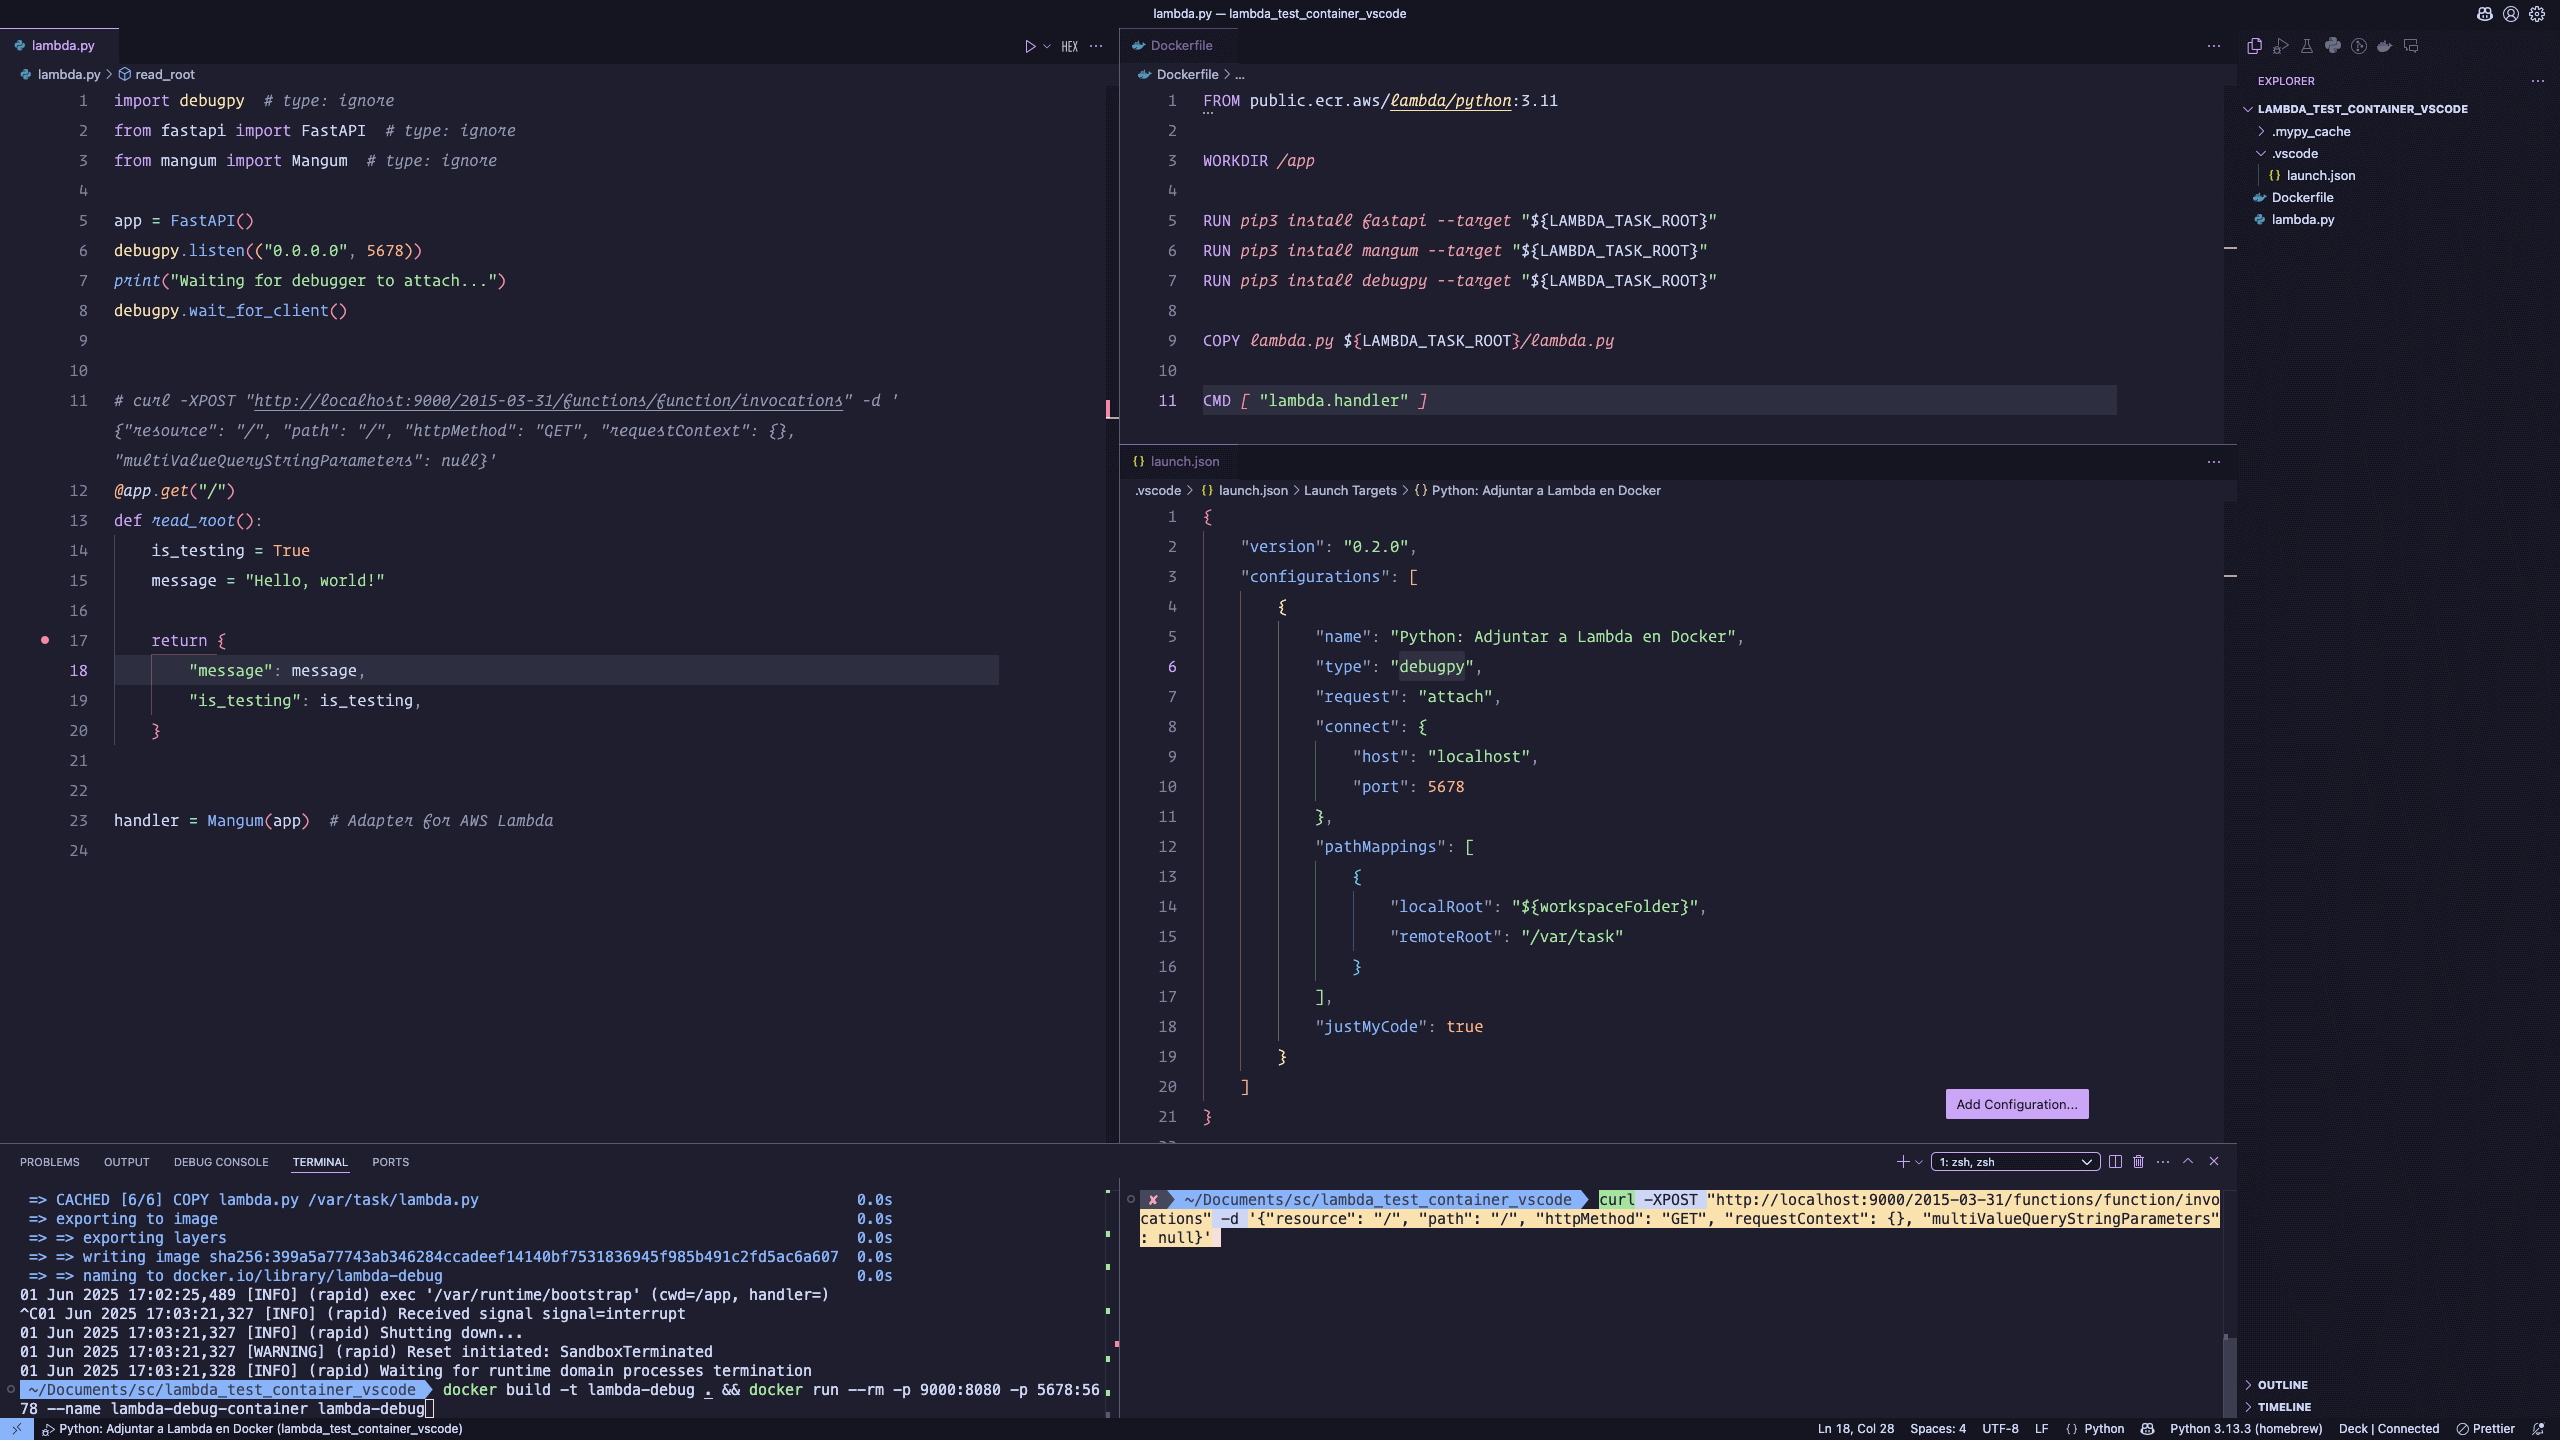 lambda.py — lambda_test_container_vscode
lambda.py
HEX
lambda.py > read_root
1 import debugpy  # type: ignore
2 from fastapi import FastAPI  # type: ignore
3 from mangum import Mangum  # type: ignore
4
5 app = FastAPI()
6 debugpy.listen(("0.0.0.0", 5678))
7 print("Waiting for debugger to attach...")
8 debugpy.wait_for_client()
9
10
11 # curl -XPOST "http://localhost:9000/2015-03-31/functions/function/invocations" -d '
{"resource": "/", "path": "/", "httpMethod": "GET", "requestContext": {},
"multiValueQueryStringParameters": null}'
12 @app.get("/")
13 def read_root():
14     is_testing = True
15     message = "Hello, world!"
16
17     return {
18         "message": message,
19         "is_testing": is_testing,
20     }
21
22
23 handler = Mangum(app)  # Adapter for AWS Lambda
24
Dockerfile
Dockerfile > ...
1 FROM public.ecr.aws/lambda/python:3.11
2
3 WORKDIR /app
4
5 RUN pip3 install fastapi --target "${LAMBDA_TASK_ROOT}"
6 RUN pip3 install mangum --target "${LAMBDA_TASK_ROOT}"
7 RUN pip3 install debugpy --target "${LAMBDA_TASK_ROOT}"
8
9 COPY lambda.py ${LAMBDA_TASK_ROOT}/lambda.py
10
11 CMD [ "lambda.handler" ]
launch.json
.vscode > {} launch.json > Launch Targets > {} Python: Adjuntar a Lambda en Docker
1 {
2     "version": "0.2.0",
3     "configurations": [
4         {
5             "name": "Python: Adjuntar a Lambda en Docker",
6             "type": "debugpy",
7             "request": "attach",
8             "connect": {
9                 "host": "localhost",
10                 "port": 5678
11             },
12             "pathMappings": [
13                 {
14                     "localRoot": "${workspaceFolder}",
15                     "remoteRoot": "/var/task"
16                 }
17             ],
18             "justMyCode": true
19         }
20     ]
21 }
Add Configuration...
EXPLORER
LAMBDA_TEST_CONTAINER_VSCODE
.mypy_cache
.vscode
{} launch.json
Dockerfile
lambda.py
OUTLINE
TIMELINE
PROBLEMS OUTPUT DEBUG CONSOLE TERMINAL PORTS
1: zsh, zsh
=> CACHED [6/6] COPY lambda.py /var/task/lambda.py 0.0s
=> exporting to image 0.0s
=> => exporting layers 0.0s
=> => writing image sha256:399a5a77743ab346284ccadeef14140bf7531836945f985b491c2fd5ac6a607 0.0s
=> => naming to docker.io/library/lambda-debug 0.0s
01 Jun 2025 17:02:25,489 [INFO] (rapid) exec '/var/runtime/bootstrap' (cwd=/app, handler=)
^C01 Jun 2025 17:03:21,327 [INFO] (rapid) Received signal signal=interrupt
01 Jun 2025 17:03:21,327 [INFO] (rapid) Shutting down...
01 Jun 2025 17:03:21,327 [WARNING] (rapid) Reset initiated: SandboxTerminated
01 Jun 2025 17:03:21,328 [INFO] (rapid) Waiting for runtime domain processes termination
~/Documents/sc/lambda_test_container_vscode docker build -t lambda-debug . && docker run --rm -p 9000:8080 -p 5678:56
78 --name lambda-debug-container lambda-debug
✘ ~/Documents/sc/lambda_test_container_vscode curl -XPOST "http://localhost:9000/2015-03-31/functions/function/invo
cations" -d '{"resource": "/", "path": "/", "httpMethod": "GET", "requestContext": {}, "multiValueQueryStringParameters"
: null}'
Python: Adjuntar a Lambda en Docker (lambda_test_container_vscode)
Ln 18, Col 28 Spaces: 4 UTF-8 LF {} Python Python 3.13.3 (homebrew) Deck | Connected Prettier